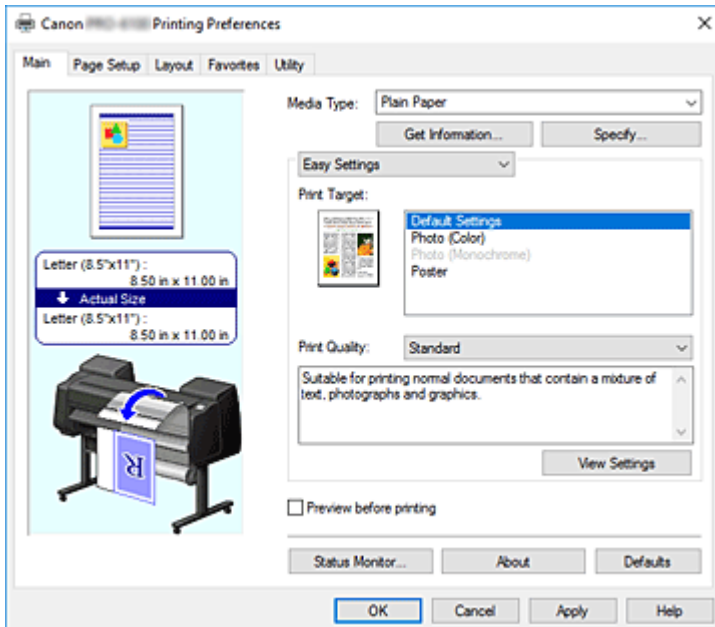 Canon Printing Preferences
Main Page Setup Layout Favorites Utility
Media Type: Plain Paper
Get Information... Specify...
Easy Settings
Print Target:
Default Settings
Photo (Color)
Photo (Monochrome)
Poster
Letter (8.5"x11") :
8.50 in x 11.00 in
Actual Size
Letter (8.5"x11") :
8.50 in x 11.00 in
R
Print Quality: Standard
Suitable for printing normal documents that contain a mixture of
text, photographs and graphics.
View Settings
Preview before printing
Status Monitor... About Defaults
OK Cancel Apply Help